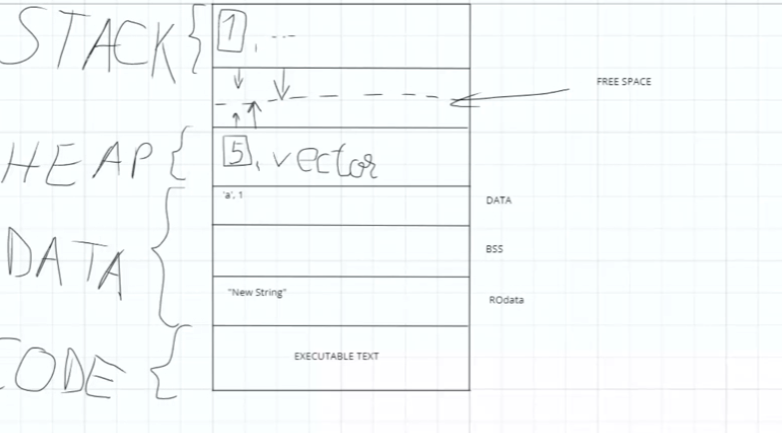 STACK
1, ...
FREE SPACE
HEAP
5, vector
'a', 1
DATA
DATA
BSS
"New String"
ROdata
CODE
EXECUTABLE TEXT